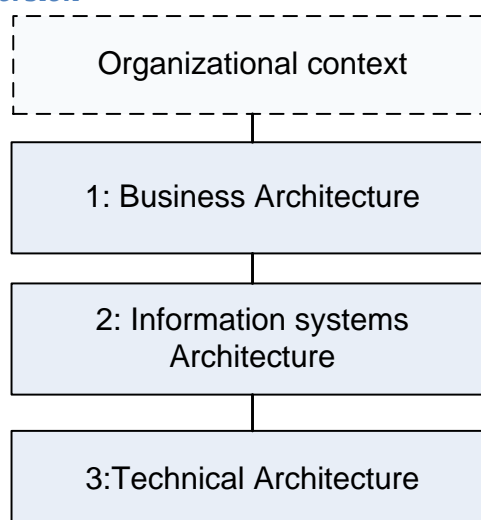 Organizational context
1: Business Architecture
2: Information systems
Architecture
3:Technical Architecture